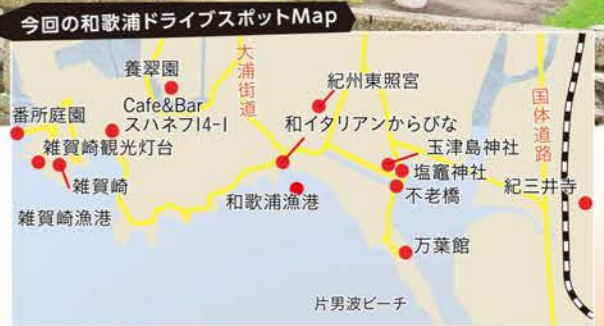 今回の和歌浦ドライブスポットMap
養翠園
大浦街道
紀州東照宮
国体道路
Cafe&Bar
スハネフ14-1
番所庭園
和イタリアンからびな
雑賀崎観光灯台
玉津島神社
塩竈神社
雑賀崎
不老橋
紀三井寺
和歌浦漁港
雑賀崎漁港
万葉館
片男波ビーチ